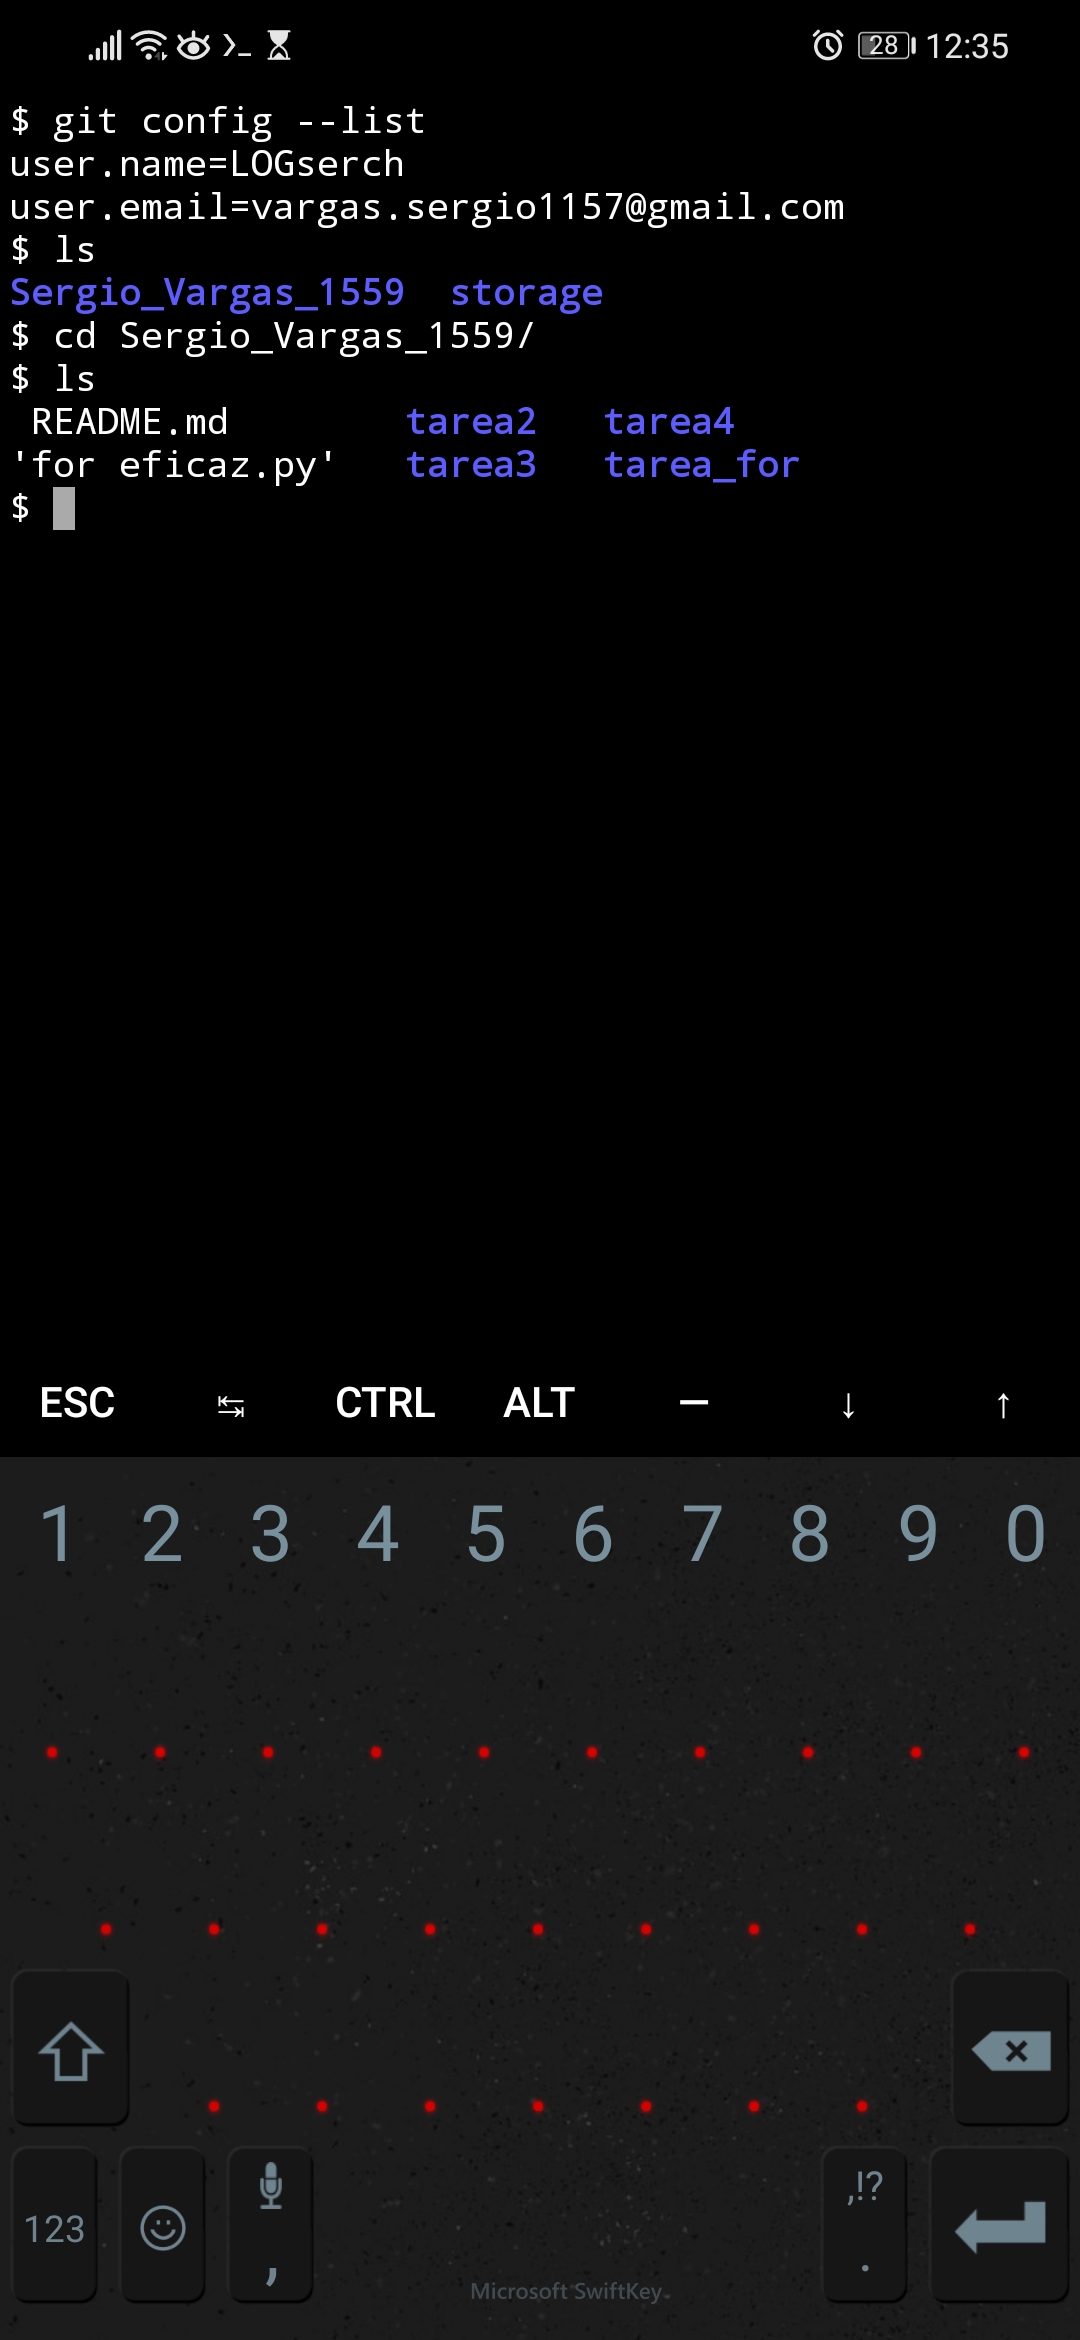 28 12:35
$ git config --list
user.name=LOGserch
user.email=vargas.sergio1157@gmail.com
$ ls
Sergio_Vargas_1559  storage
$ cd Sergio_Vargas_1559/
$ ls
 README.md        tarea2   tarea4
'for eficaz.py'   tarea3   tarea_for
$
ESC ↹ CTRL ALT — ↓ ↑
1 2 3 4 5 6 7 8 9 0
,!?
123 , .
Microsoft SwiftKey